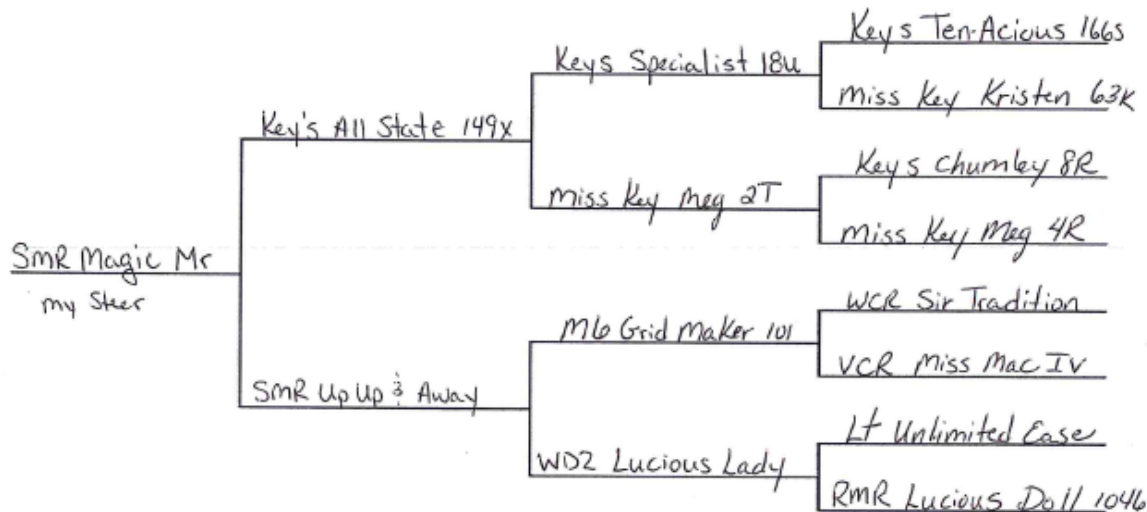 Keys Ten-Acious 166S
Keys Specialist 18U
Miss Key Kristen 63K
Key's All State 149X
Keys Chumley 8R
Miss Key Meg 2T
Miss Key Meg 4R
SMR Magic Mr
my Steer
WCR Sir Tradition
M6 Grid Maker 101
VCR Miss Mac IV
SMR Up Up & Away
Lt Unlimited Ease
WDZ Lucious Lady
RMR Lucious Doll 1046